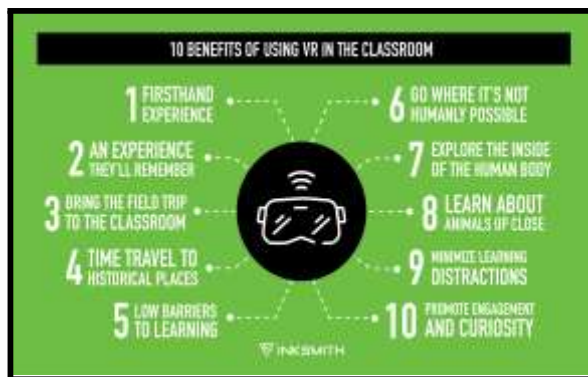 10 BENEFITS OF USING VR IN THE CLASSROOM
1 FIRSTHAND
EXPERIENCE
2 AN EXPERIENCE
THEY'LL REMEMBER
3 BRING THE FIELD TRIP
TO THE CLASSROOM
4 TIME TRAVEL TO
HISTORICAL PLACES
5 LOW BARRIERS
TO LEARNING
6 GO WHERE IT'S NOT
HUMANLY POSSIBLE
7 EXPLORE THE INSIDE
OF THE HUMAN BODY
8 LEARN ABOUT
ANIMALS UP CLOSE
9 MINIMIZE LEARNING
DISTRACTIONS
10 PROMOTE ENGAGEMENT
AND CURIOSITY
INKSMITH